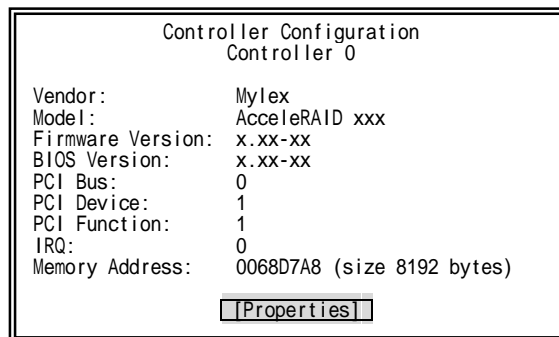 Controller Configuration
Controller 0
Vendor: Mylex
Model: AcceleRAID xxx
Firmware Version: x.xx-xx
BIOS Version: x.xx-xx
PCI Bus: 0
PCI Device: 1
PCI Function: 1
IRQ: 0
Memory Address: 0068D7A8 (size 8192 bytes)
[Properties]